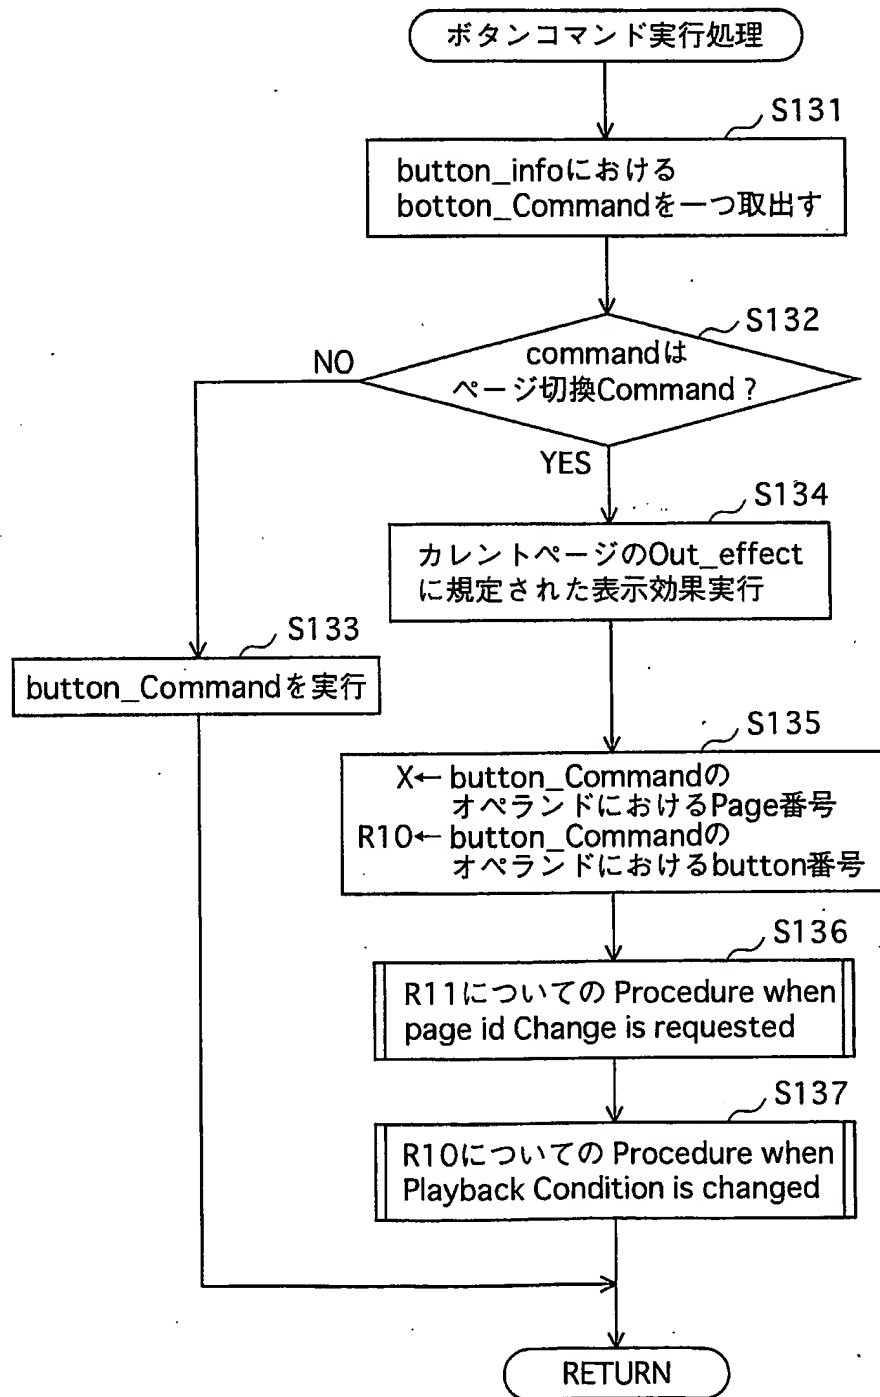 ボタンコマンド実行処理
S131
button_infoにおける
botton_Commandを一つ取出す
S132
commandは
ページ切換Command？
NO
YES
S134
カレントページのOut_effect
に規定された表示効果実行
S133
button_Commandを実行
S135
X← button_Commandの
オペランドにおけるPage番号
R10← button_Commandの
オペランドにおけるbutton番号
S136
R11についての Procedure when
page id Change is requested
S137
R10についての Procedure when
Playback Condition is changed
RETURN